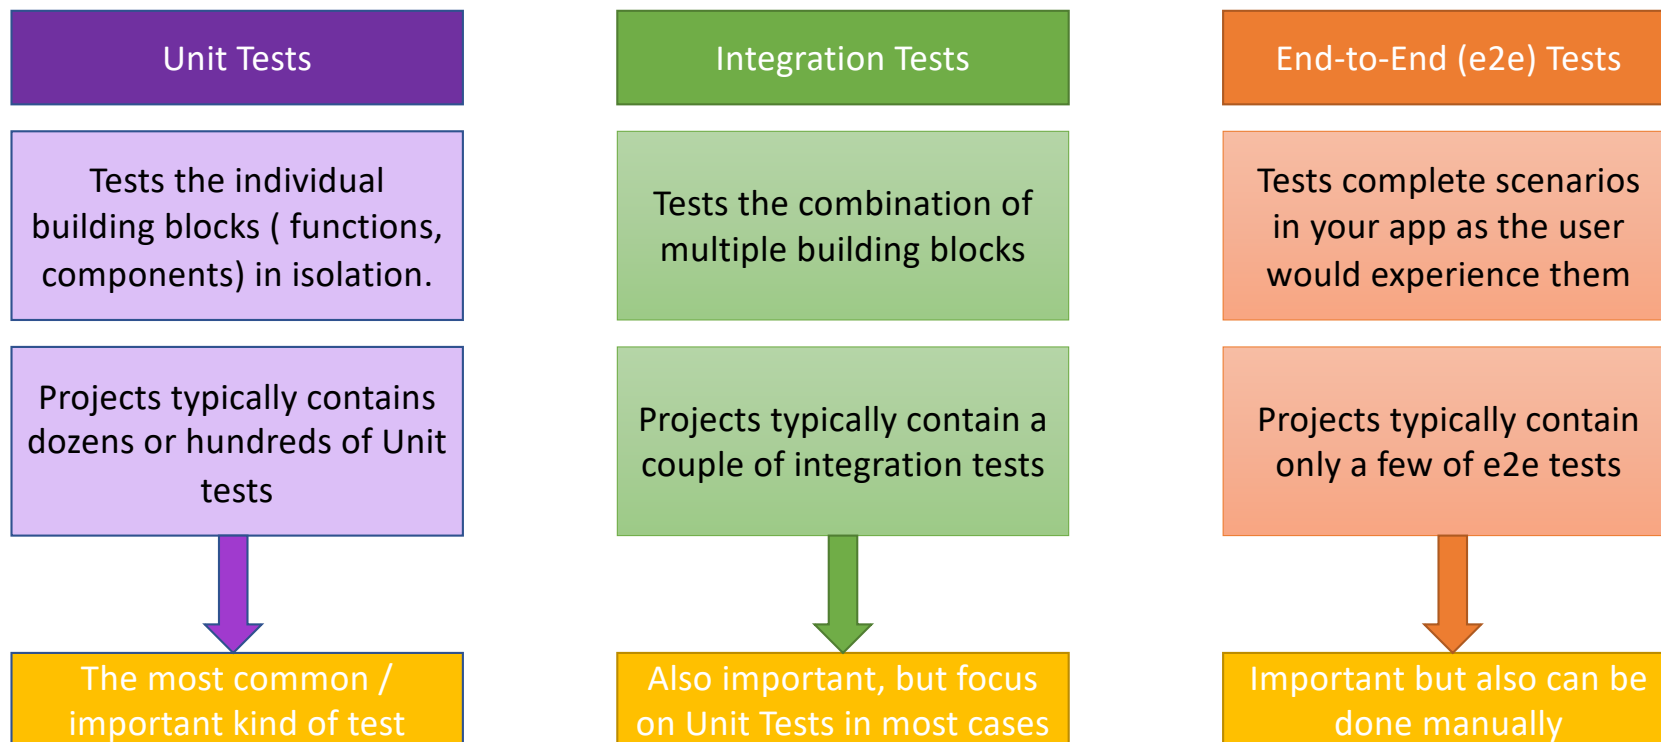 Unit Tests
Tests the individual
building blocks ( functions,
components) in isolation.
Projects typically contains
dozens or hundreds of Unit
tests
The most common /
important kind of test
Integration Tests
Tests the combination of
multiple building blocks
Projects typically contain a
couple of integration tests
Also important, but focus
on Unit Tests in most cases
End-to-End (e2e) Tests
Tests complete scenarios
in your app as the user
would experience them
Projects typically contain
only a few of e2e tests
Important but also can be
done manually